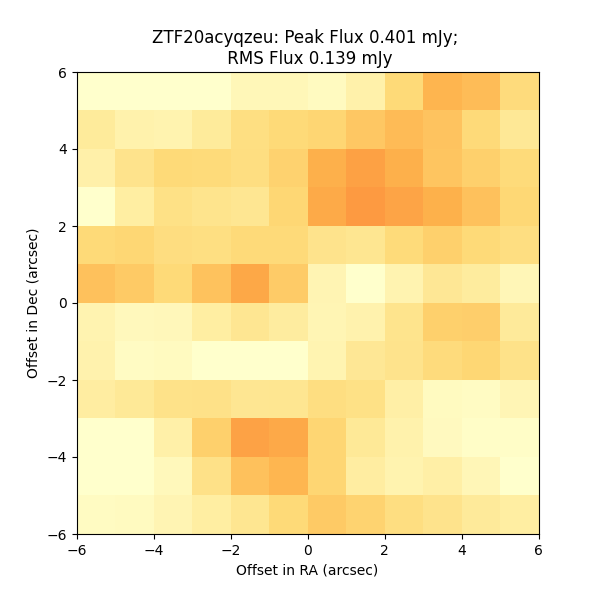 ZTF20acyqzeu: Peak Flux 0.401 mJy;
RMS Flux 0.139 mJy
6
4
2
0
−2
−4
−6
Offset in Dec (arcsec)
−6 −4 −2 0 2 4 6
Offset in RA (arcsec)